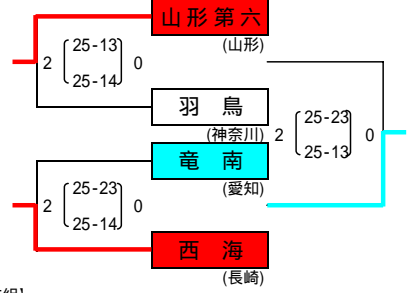 山形第六
(山形)
2 25-13 0
25-14
羽 鳥
(神奈川)
2 25-23 0
25-13
竜 南
(愛知)
2 25-23 0
25-14
西 海
(長崎)